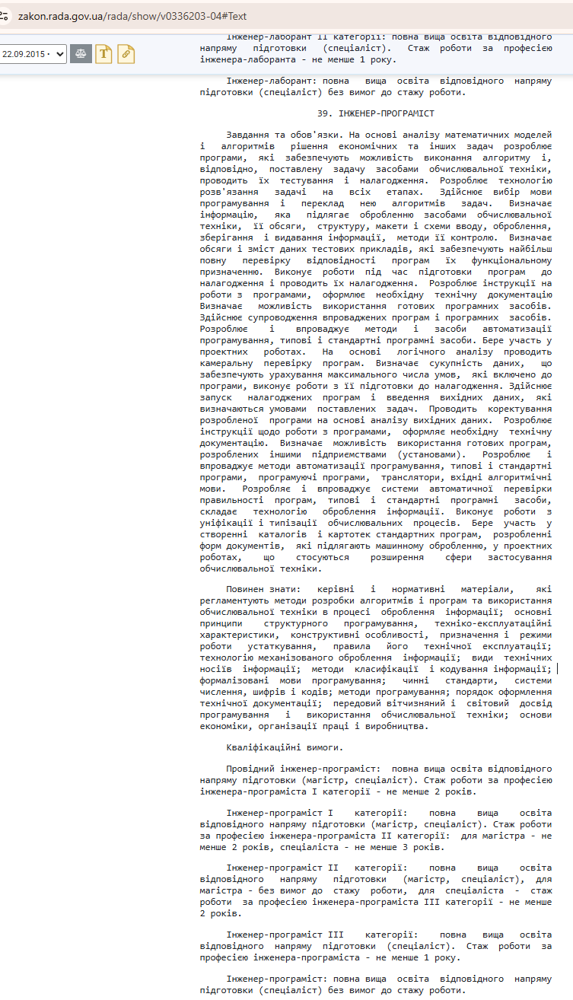 zakon.rada.gov.ua/rada/show/v0336203-04#Text
Інженер-лаборант II категорії: повна вища освіта відповідного
22.09.2015
напряму підготовки (спеціаліст). Стаж роботи за професією
інженера-лаборанта - не менше 1 року.
Інженер-лаборант: повна вища освіта відповідного напряму
підготовки (спеціаліст) без вимог до стажу роботи.
39. ІНЖЕНЕР-ПРОГРАМІСТ
Завдання та обов'язки. На основі аналізу математичних моделей
і алгоритмів рішення економічних та інших задач розроблює
програми, які забезпечують можливість виконання алгоритму і,
відповідно, поставлену задачу засобами обчислювальної техніки,
проводить їх тестування і налагодження. Розроблює технологію
розв'язання задачі на всіх етапах. Здійснює вибір мови
програмування і переклад нею алгоритмів задач. Визначає
інформацію, яка підлягає обробленню засобами обчислювальної
техніки, її обсяги, структуру, макети і схеми вводу, оброблення,
зберігання і видавання інформації, методи її контролю. Визначає
обсяги і зміст даних тестових прикладів, які забезпечують найбільш
повну перевірку відповідності програм їх функціональному
призначенню. Виконує роботи під час підготовки програм до
налагодження і проводить їх налагодження. Розроблює інструкції на
роботи з програмами, оформлює необхідну технічну документацію
Визначає можливість використання готових програмних засобів.
Здійснює супроводження впроваджених програм і програмних засобів.
Розроблює і впроваджує методи і засоби автоматизації
програмування, типові і стандартні програмні засоби. Бере участь у
проектних роботах. На основі логічного аналізу проводить
камеральну перевірку програм. Визначає сукупність даних, що
забезпечують урахування максимального числа умов, які включено до
програми, виконує роботи з її підготовки до налагодження. Здійснює
запуск налагоджених програм і введення вихідних даних, які
визначаються умовами поставлених задач. Проводить коректування
розробленої програми на основі аналізу вихідних даних. Розроблює
інструкції щодо роботи з програмами, оформляє необхідну технічну
документацію. Визначає можливість використання готових програм,
розроблених іншими підприємствами (установами). Розроблює і
впроваджує методи автоматизації програмування, типові і стандартні
програми, програмуючі програми, транслятори, вхідні алгоритмічні
мови. Розробляє і впроваджує системи автоматичної перевірки
правильності програм, типові і стандартні програмні засоби,
складає технологію оброблення інформації. Виконує роботи з
уніфікації і типізації обчислювальних процесів. Бере участь у
створенні каталогів і картотек стандартних програм, розробленні
форм документів, які підлягають машинному обробленню, у проектних
роботах, що стосуються розширення сфери застосування
обчислювальної техніки.
Повинен знати: керівні і нормативні матеріали, які
регламентують методи розробки алгоритмів і програм та використання
обчислювальної техніки в процесі оброблення інформації; основні
принципи структурного програмування, техніко-експлуатаційні
характеристики, конструктивні особливості, призначення і режими
роботи устаткування, правила його технічної експлуатації;
технологію механізованого оброблення інформації; види технічних
носіїв інформації; методи класифікації і кодування інформації;
формалізовані мови програмування; чинні стандарти, системи
числення, шифрів і кодів; методи програмування; порядок оформлення
технічної документації; передовий вітчизняний і світовий досвід
програмування і використання обчислювальної техніки; основи
економіки, організації праці і виробництва.
Кваліфікаційні вимоги.
Провідний інженер-програміст: повна вища освіта відповідного
напряму підготовки (магістр, спеціаліст). Стаж роботи за професією
інженера-програміста I категорії - не менше 2 років.
Інженер-програміст I категорії: повна вища освіта
відповідного напряму підготовки (магістр, спеціаліст). Стаж роботи
за професією інженера-програміста II категорії: для магістра - не
менше 2 років, спеціаліста - не менше 3 років.
Інженер-програміст II категорії: повна вища освіта
відповідного напряму підготовки (магістр, спеціаліст), для
магістра - без вимог до стажу роботи, для спеціаліста - стаж
роботи за професією інженера-програміста III категорії - не менше
2 років.
Інженер-програміст III категорії: повна вища освіта
відповідного напряму підготовки (спеціаліст). Стаж роботи за
професією інженера-програміста - не менше 1 року.
Інженер-програміст: повна вища освіта відповідного напряму
підготовки (спеціаліст) без вимог до стажу роботи.